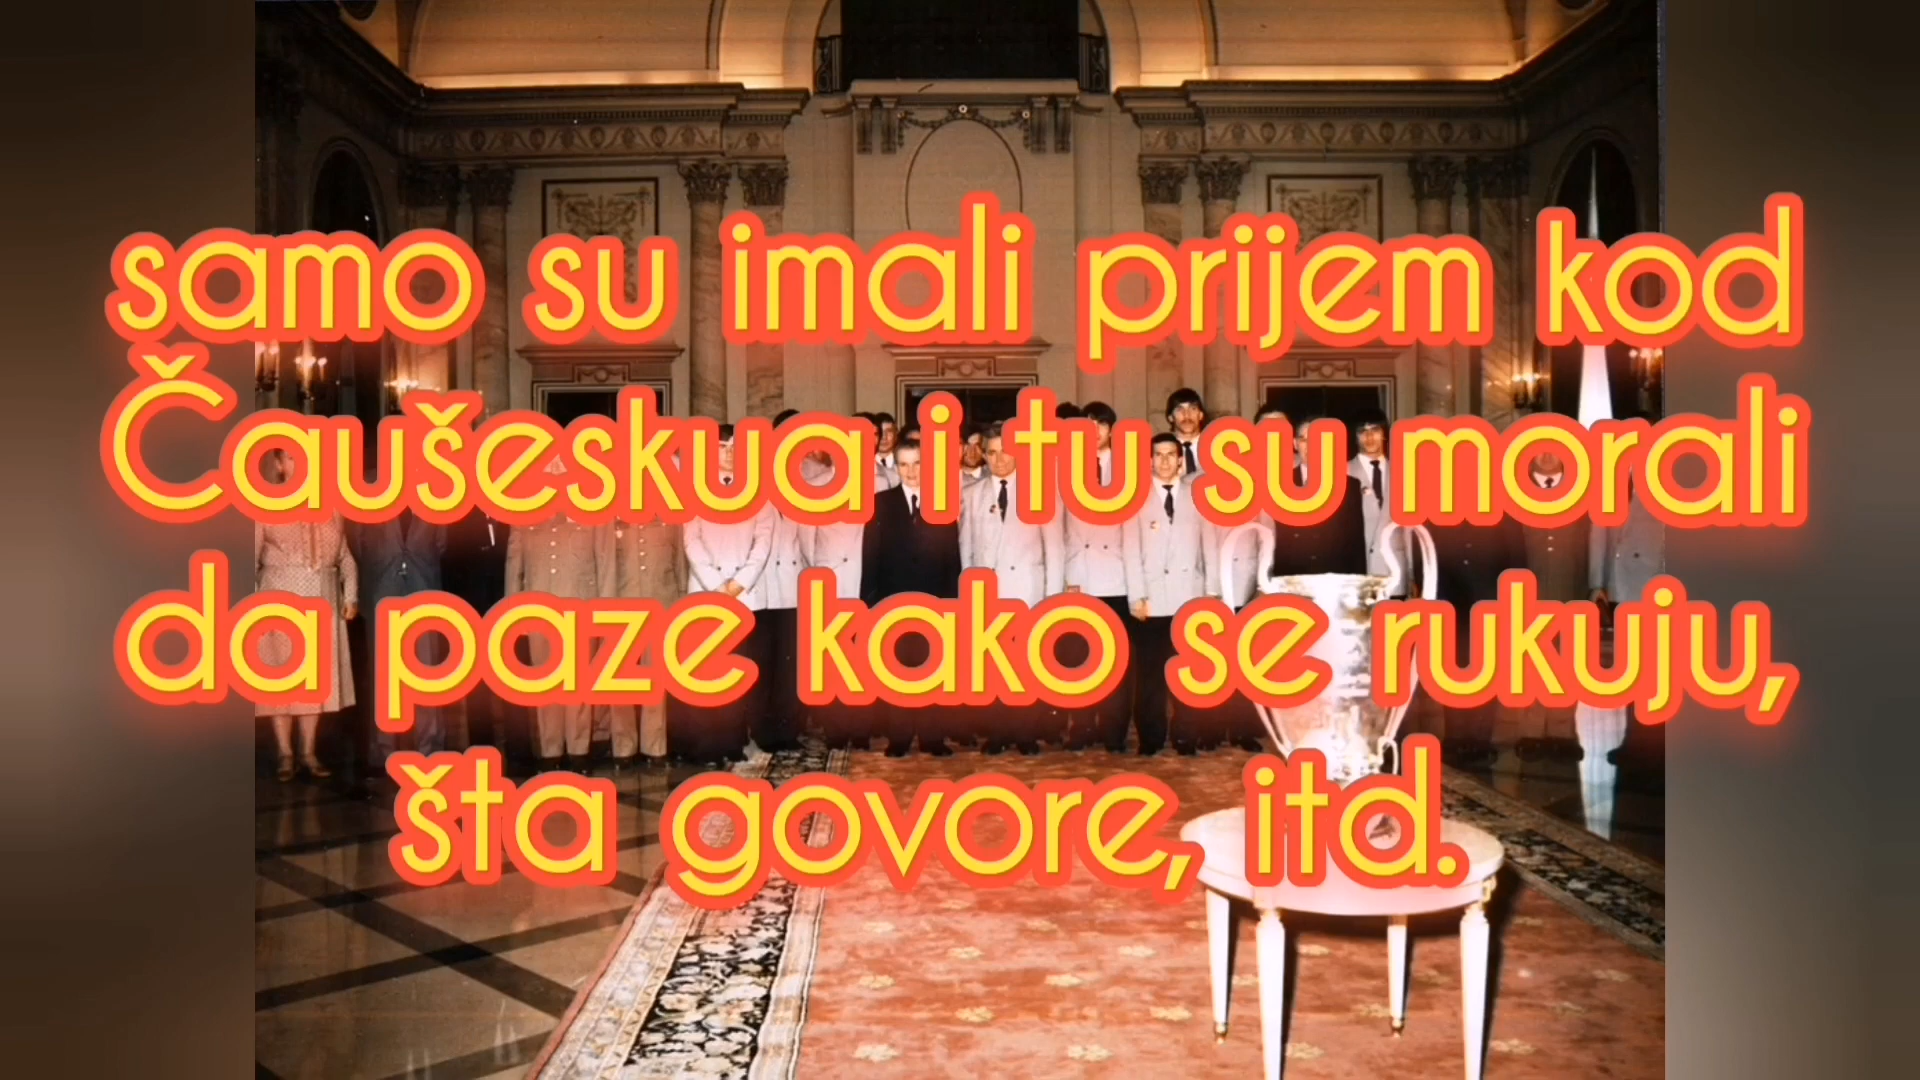 samo su imali prijem kod
Čaušeskua i tu su morali
da paze kako se rukuju,
šta govore, itd.